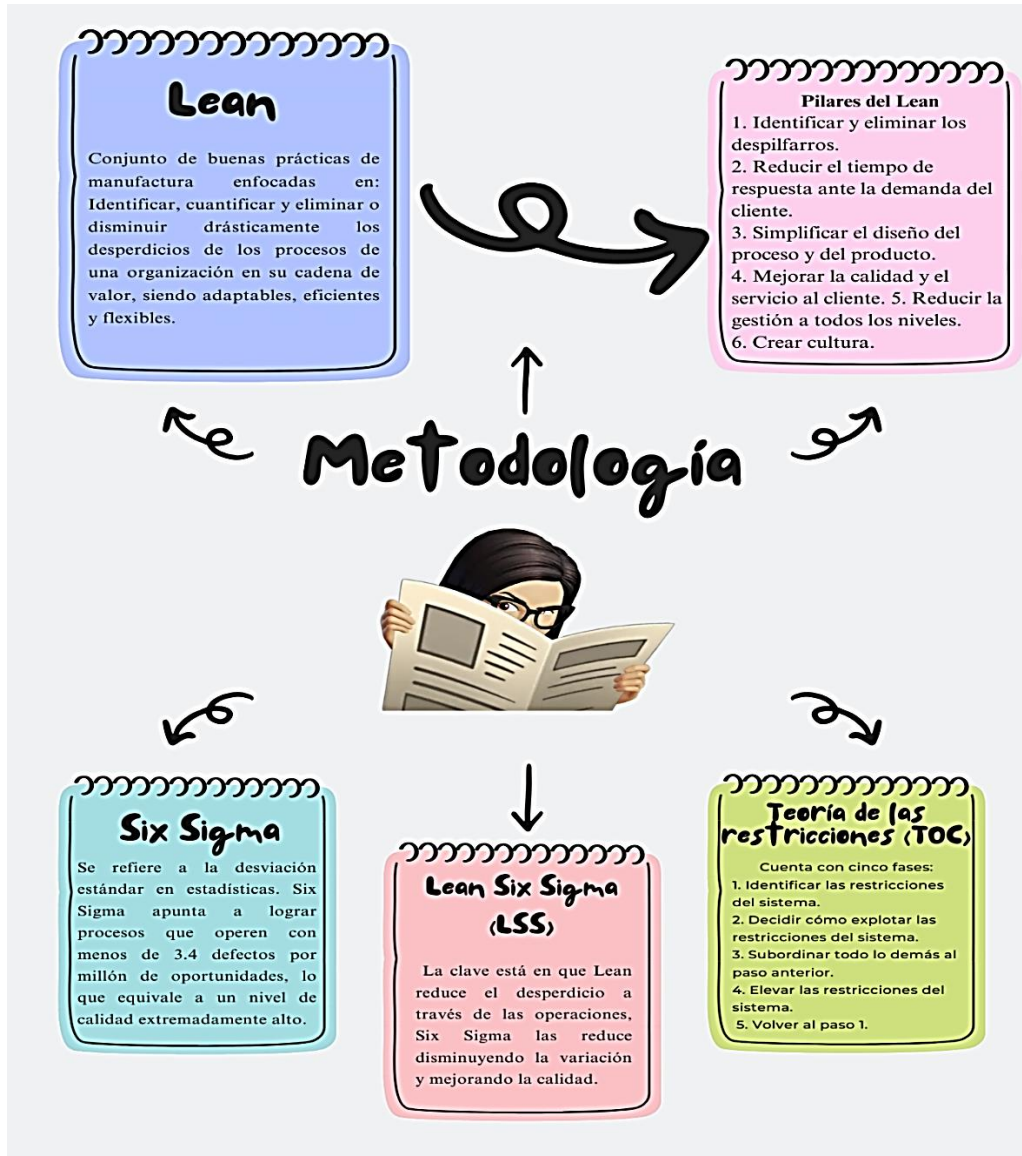 Lean
Conjunto de buenas prácticas de
manufactura enfocadas en:
Identificar, cuantificar y eliminar o
disminuir drásticamente los
desperdicios de los procesos de
una organización en su cadena de
valor, siendo adaptables, eficientes
y flexibles.
Pilares del Lean
1. Identificar y eliminar los
despilfarros.
2. Reducir el tiempo de
respuesta ante la demanda del
cliente.
3. Simplificar el diseño del
proceso y del producto.
4. Mejorar la calidad y el
servicio al cliente. 5. Reducir la
gestión a todos los niveles.
6. Crear cultura.
Metodología
Six Sigma
Se refiere a la desviación
estándar en estadísticas. Six
Sigma apunta a lograr
procesos que operen con
menos de 3.4 defectos por
millón de oportunidades, lo
que equivale a un nivel de
calidad extremadamente alto.
Lean Six Sigma
(LSS)
La clave está en que Lean
reduce el desperdicio a
través de las operaciones,
Six Sigma las reduce
disminuyendo la variación
y mejorando la calidad.
Teoría de las
restricciones (TOC)
Cuenta con cinco fases:
1. Identificar las restricciones
del sistema.
2. Decidir cómo explotar las
restricciones del sistema.
3. Subordinar todo lo demás al
paso anterior.
4. Elevar las restricciones del
sistema.
5. Volver al paso 1.